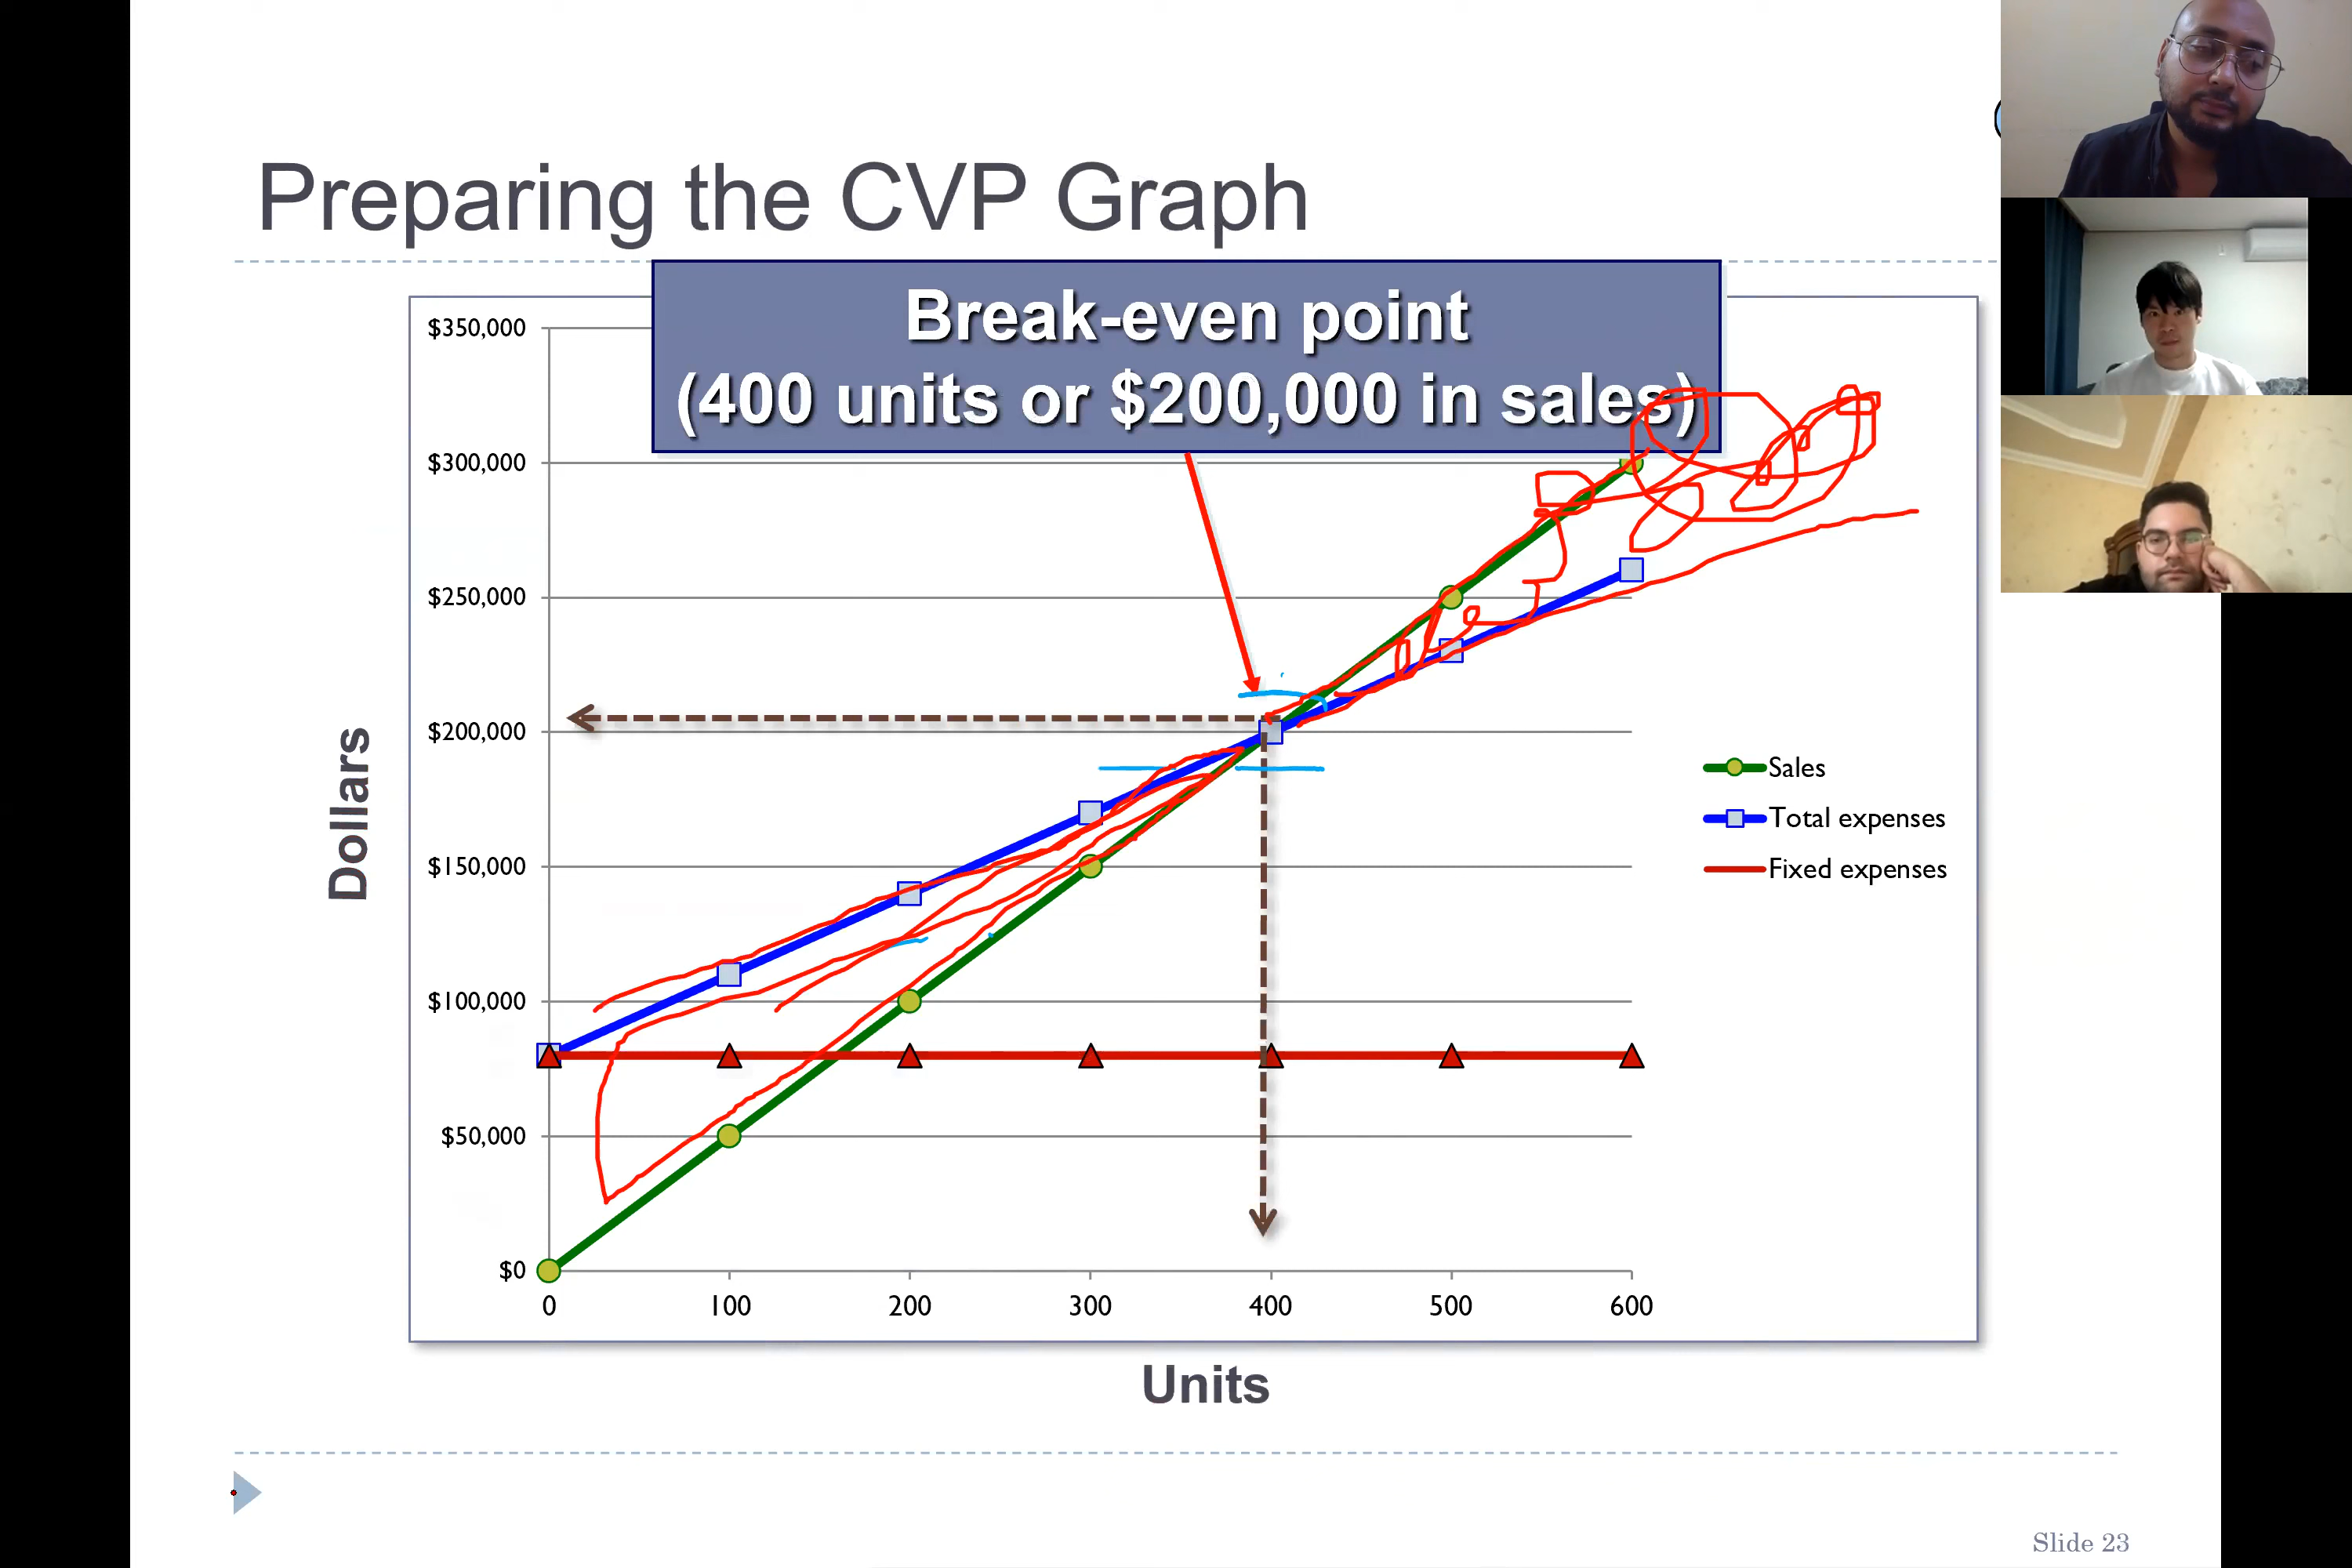 Preparing the CVP Graph
Break-even point
(400 units or $200,000 in sales)
$350,000
$300,000
$250,000
$200,000
$150,000
$100,000
$50,000
$0
Dollars
0 100 200 300 400 500 600
Units
Sales
Total expenses
Fixed expenses
Slide 23